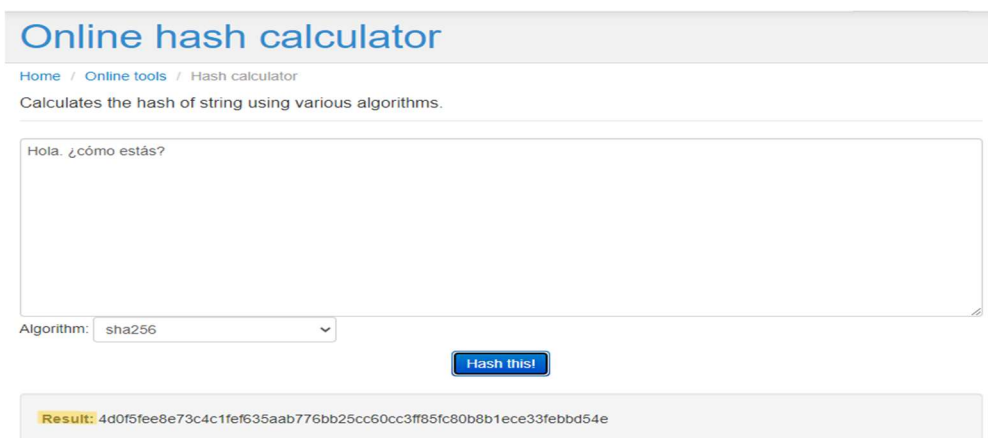 Online hash calculator
Home / Online tools / Hash calculator
Calculates the hash of string using various algorithms.
Hola. ¿cómo estás?
Algorithm: sha256
Hash this!
Result: 4d0f5fee8e73c4c1fef635aab776bb25cc60cc3ff85fc80b8b1ece33febbd54e